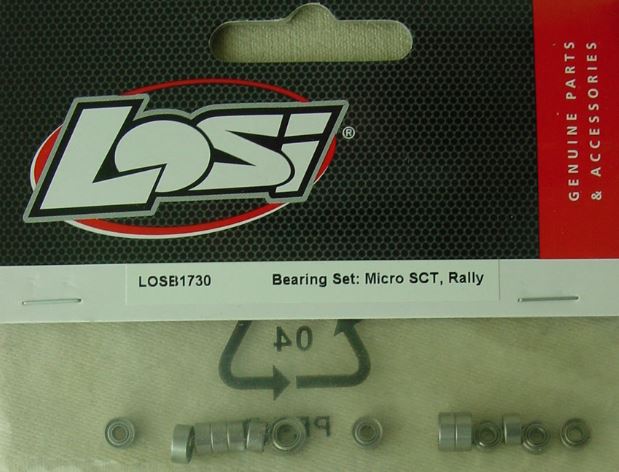 Losi®
GENUINE PARTS
& ACCESSORIES
LOSB1730 Bearing Set: Micro SCT, Rally
04